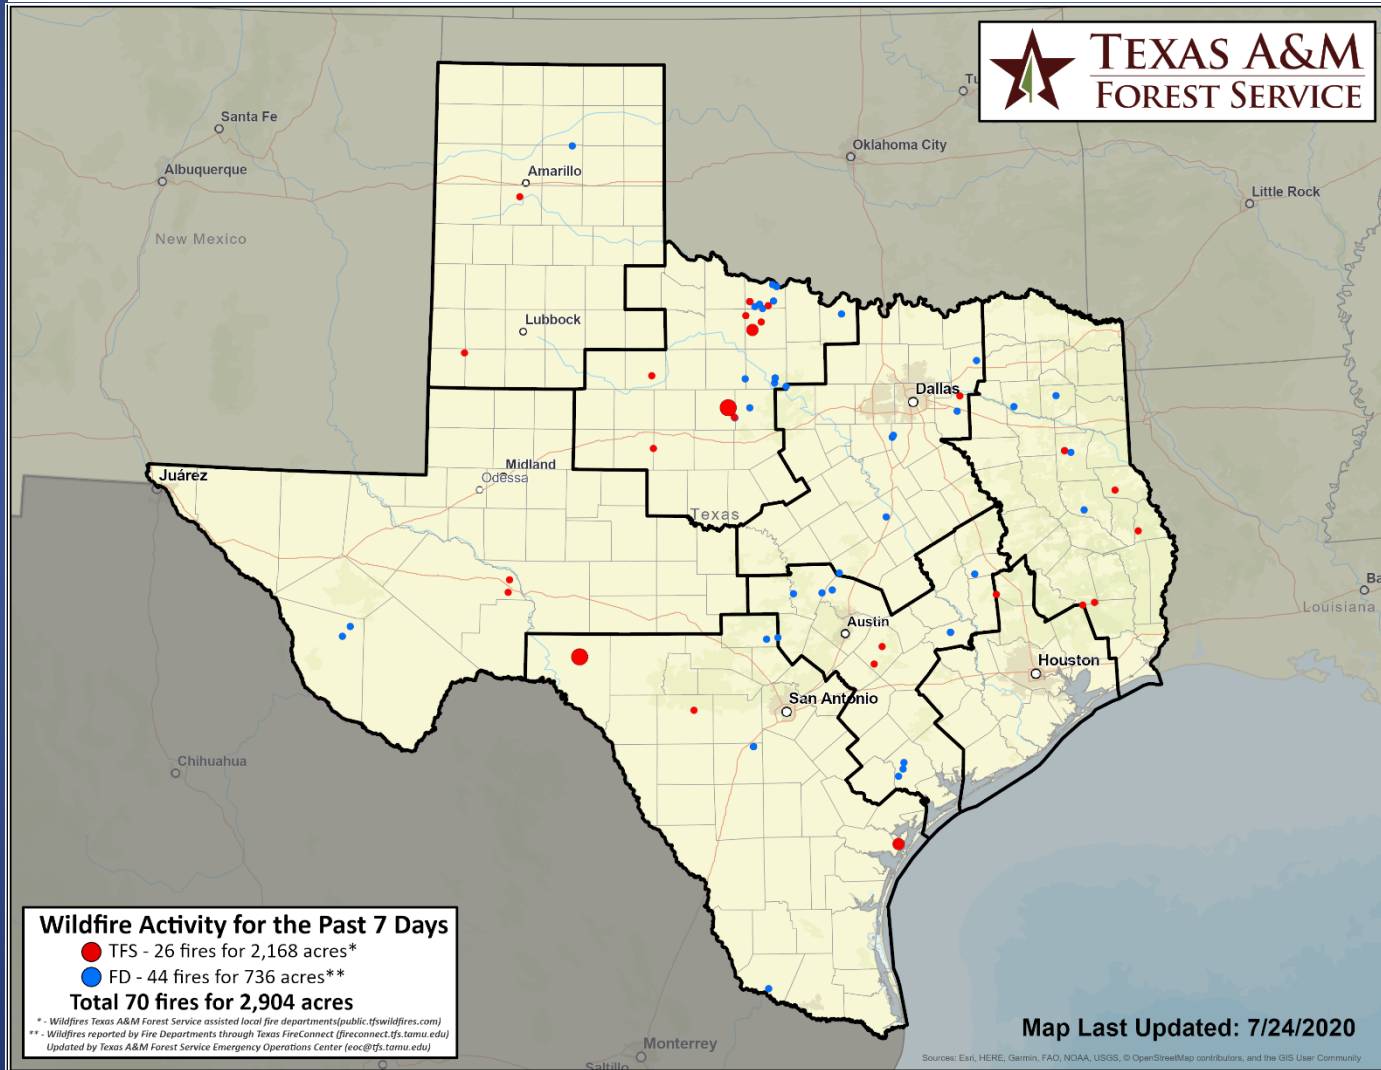 TEXAS A&M
FOREST SERVICE
Tu
Santa Fe
Oklahoma City
Albuquerque
Amarillo
Little Rock
New Mexico
Lubbock
Dallas
Midland
Odessa
Juárez
Texas
Austin
Ba
Louisiana
Houston
San Antonio
Chihuahua
Wildfire Activity for the Past 7 Days
TFS - 26 fires for 2,168 acres*
FD - 44 fires for 736 acres**
Total 70 fires for 2,904 acres
* - Wildfires Texas A&M Forest Service assisted local fire departments(public.tfswildfires.com)
** - Wildfires reported by Fire Departments through Texas FireConnect (fireconnect.tfs.tamu.edu)
Updated by Texas A&M Forest Service Emergency Operations Center (eoc@tfs.tamu.edu)
Map Last Updated: 7/24/2020
Monterrey
Saltillo
Sources: Esri, HERE, Garmin, FAO, NOAA, USGS, © OpenStreetMap contributors, and the GIS User Community